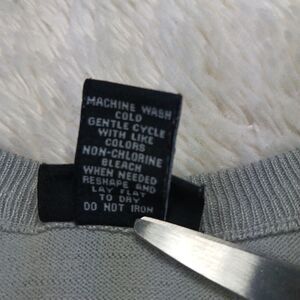 MACHINE WASH
COLD
GENTLE CYCLE
WITH LIKE
COLORS
NON-CHLORINE
BLEACH
WHEN NEEDED
RESHAPE AND
LAY FLAT
TO DRY
DO NOT IRON